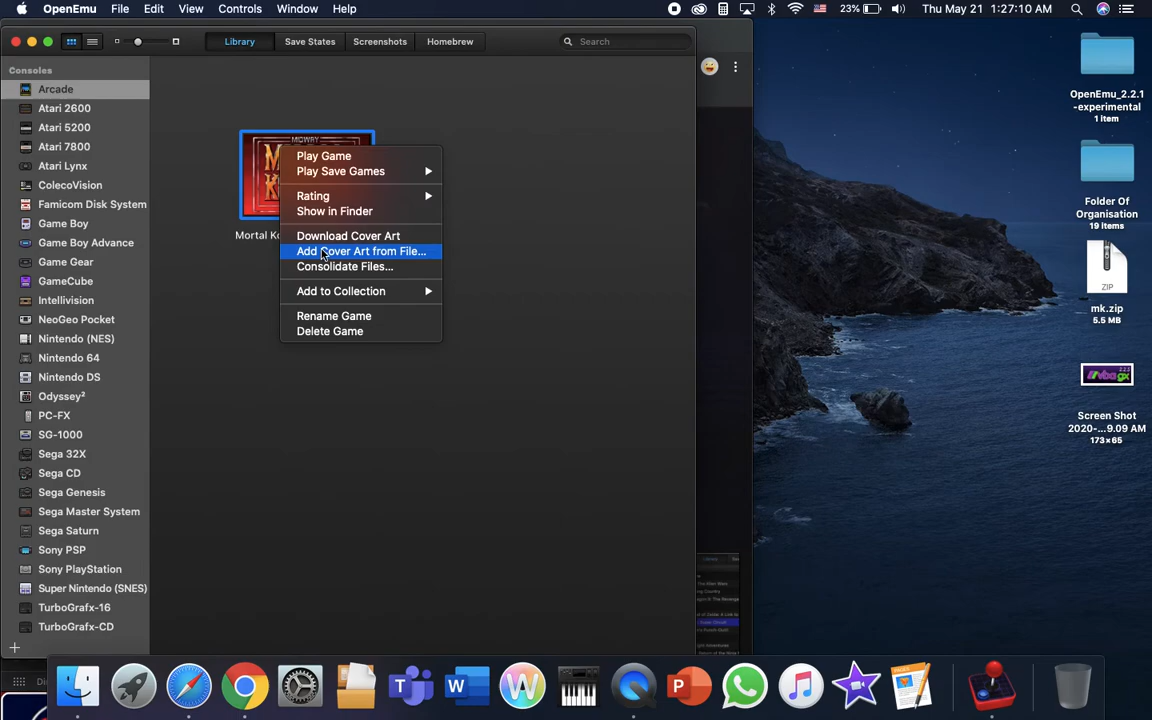 OpenEmu File Edit View Controls Window Help
23% Thu May 21 1:27:10 AM
Library Save States Screenshots Homebrew Search
Consoles
Arcade
Atari 2600
Atari 5200
Atari 7800
Atari Lynx
ColecoVision
Famicom Disk System
Game Boy
Game Boy Advance
Game Gear
GameCube
Intellivision
NeoGeo Pocket
Nintendo (NES)
Nintendo 64
Nintendo DS
Odyssey²
PC-FX
SG-1000
Sega 32X
Sega CD
Sega Genesis
Sega Master System
Sega Saturn
Sony PSP
Sony PlayStation
Super Nintendo (SNES)
TurboGrafx-16
TurboGrafx-CD
MIDWAY
Mortal
Play Game
Play Save Games
Rating
Show in Finder
Download Cover Art
Add Cover Art from File...
Consolidate Files...
Add to Collection
Rename Game
Delete Game
OpenEmu_2.2.1
-experimental
1 item
Folder Of
Organisation
19 items
ZIP
mk.zip
5.5 MB
vba gx
Screen Shot
2020-...9.09 AM
173×65